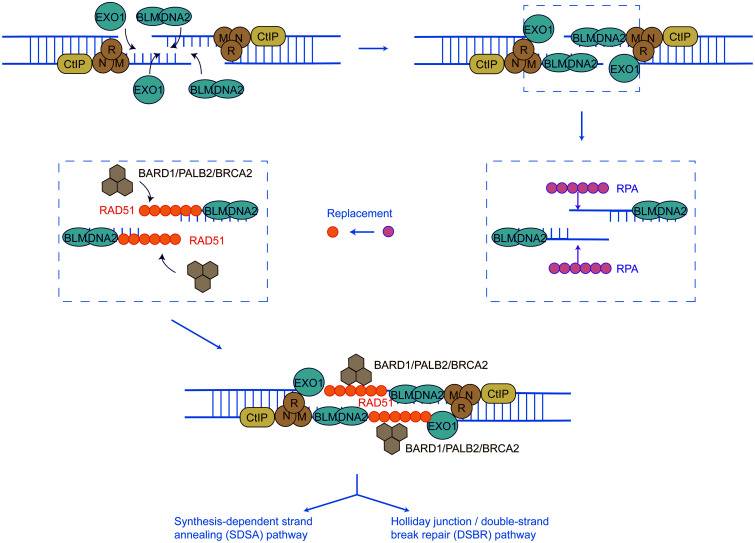 EXO1
BLM DNA2
M N
CtIP
R
R
CtIP
N M
EXO1
BLM DNA2
EXO1
BLM DNA2
M N
CtIP
R
R
CtIP
N M
BLM DNA2
EXO1
BARD1/PALB2/BRCA2
RAD51
BLM DNA2
BLM DNA2
RAD51
Replacement
RPA
BLM DNA2
BLM DNA2
RPA
BARD1/PALB2/BRCA2
EXO1
BLM DNA2
M N
CtIP
RAD51
R
R
CtIP
N M
BLM DNA2
EXO1
BARD1/PALB2/BRCA2
Synthesis-dependent strand
annealing (SDSA) pathway
Holliday junction / double-strand
break repair (DSBR) pathway